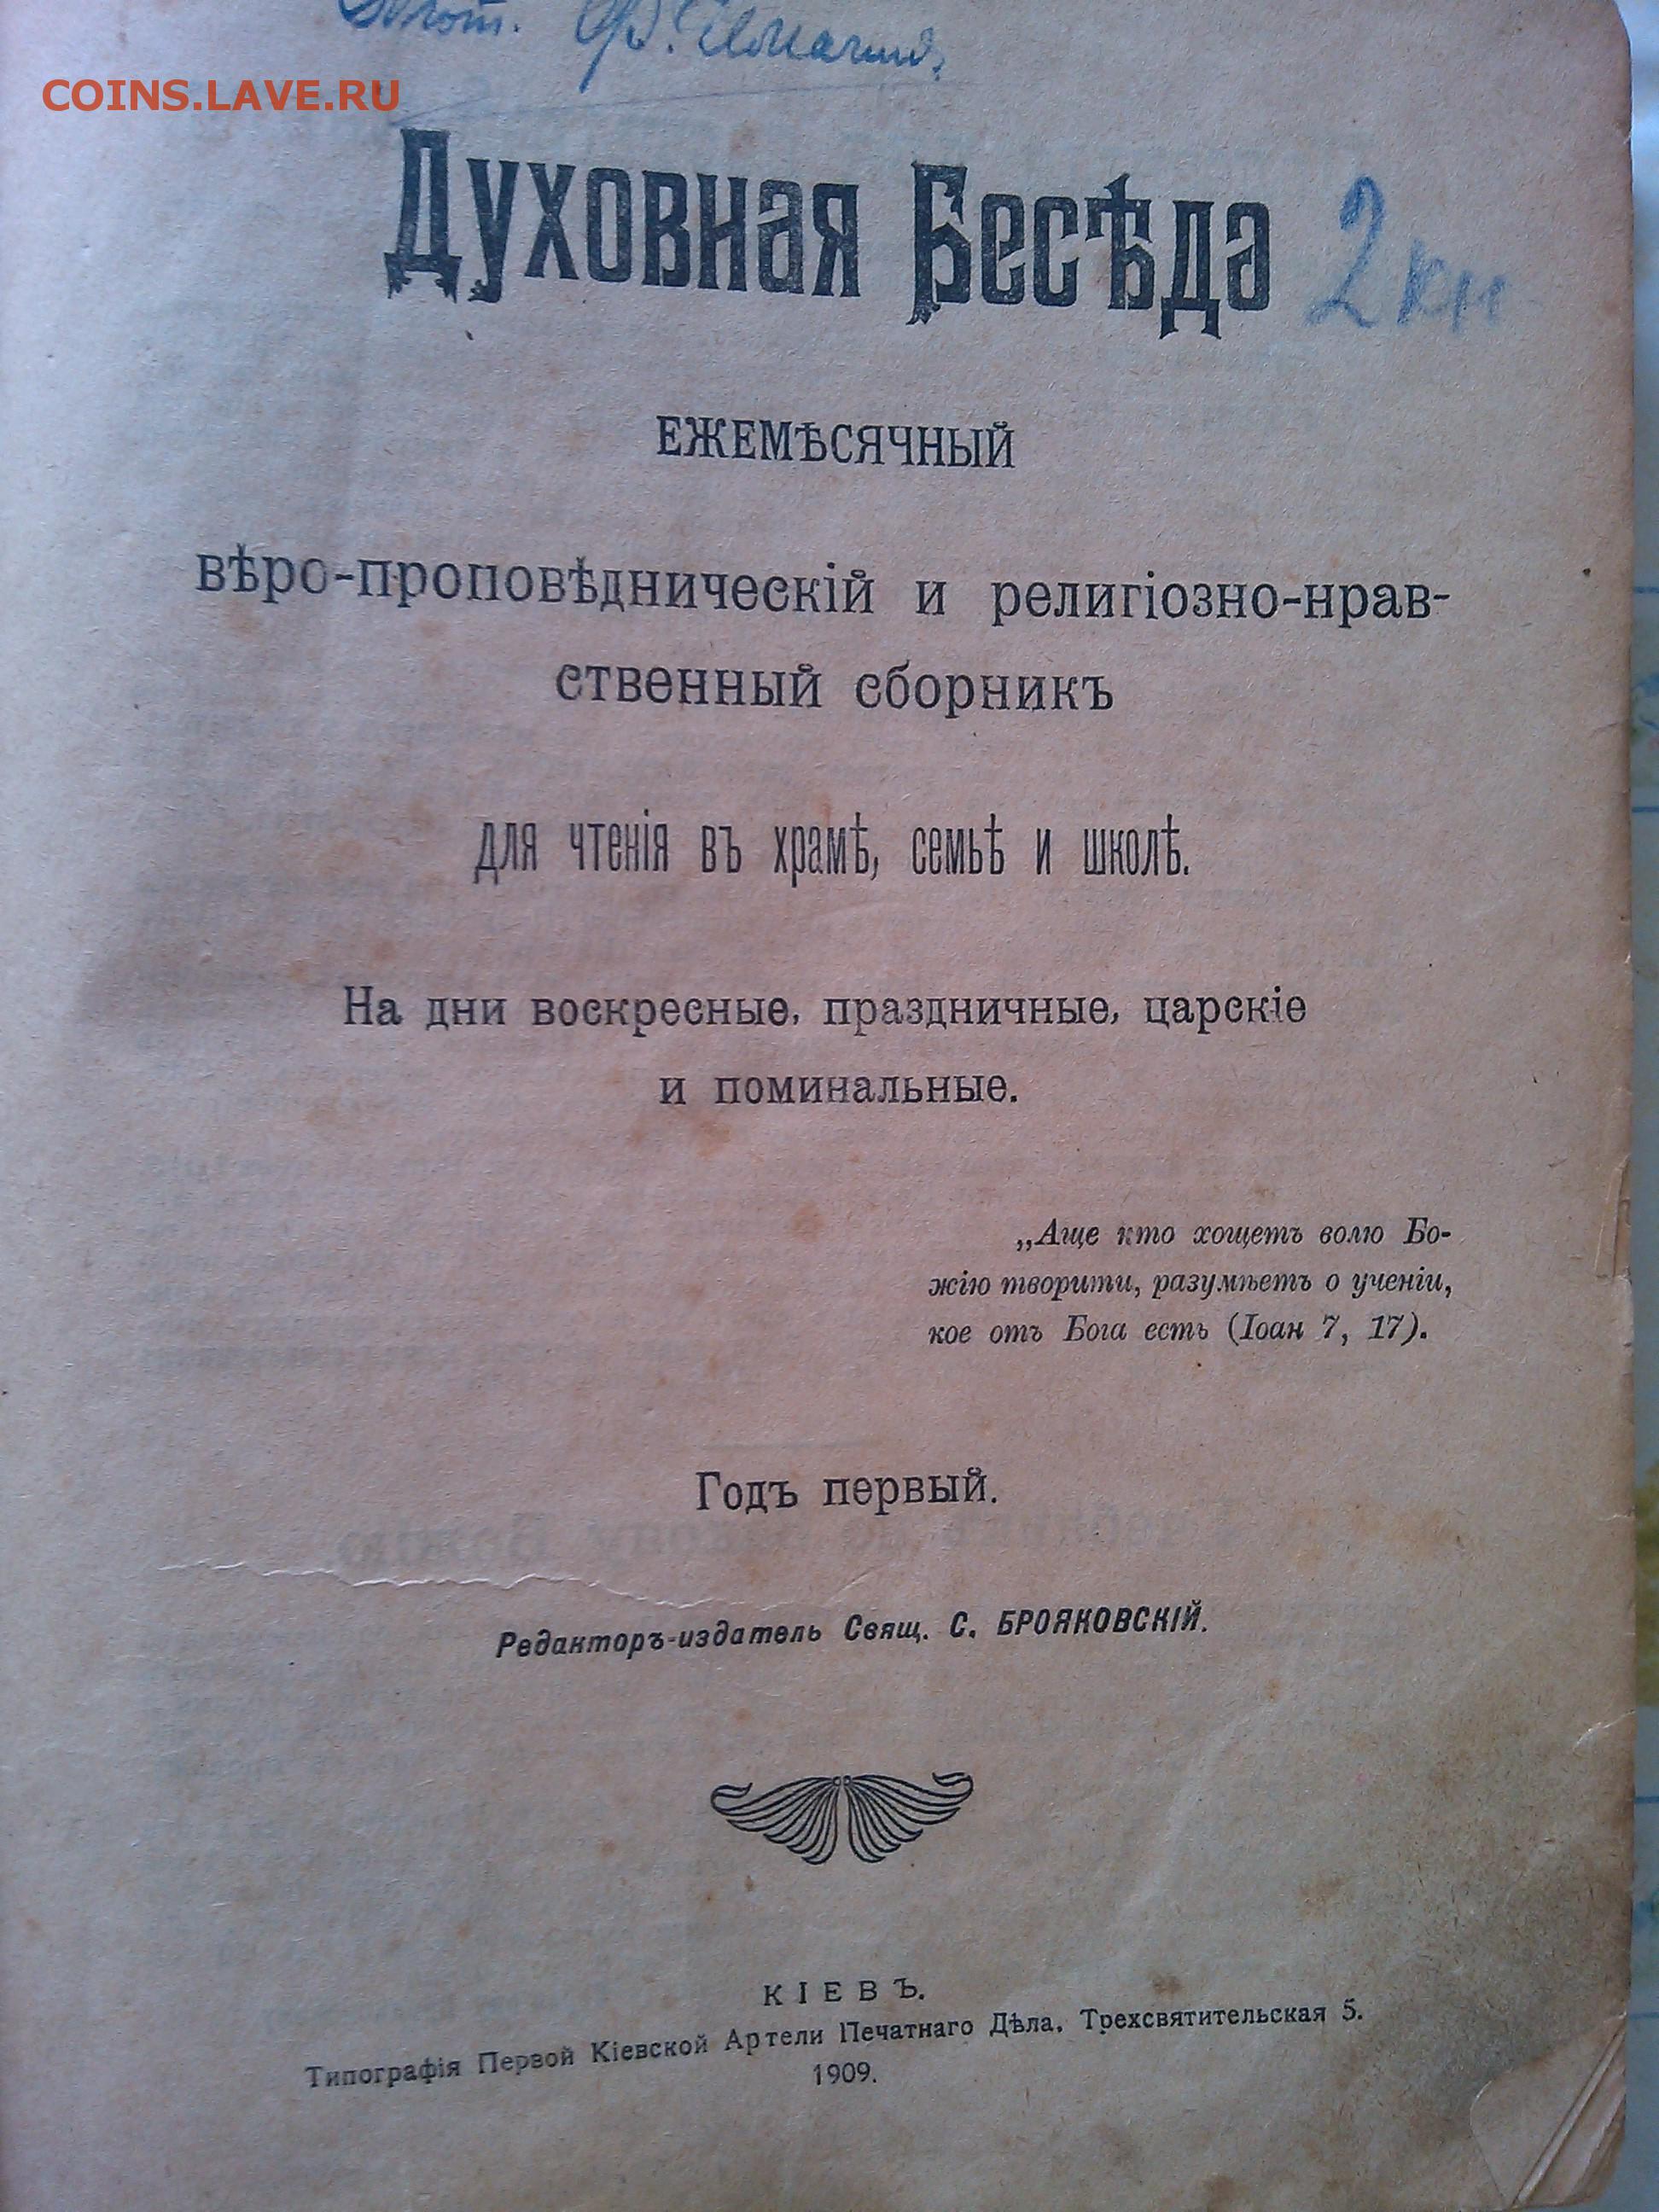 COINS.LAVE.RU
Духовная Бесѣда 2 кн
ЕЖЕМѢСЯЧНЫЙ
вѣро-проповѣдническій и религіозно-нрав-
ственный сборникъ
для чтенія въ храмѣ, семьѣ и школѣ.
На дни воскресные, праздничные, царскіе
и поминальные.
„Аще кто хощетъ волю Бо-
жію творити, разумѣетъ о ученіи,
кое отъ Бога есть (Іоан 7, 17).
Годъ первый.
Редакторъ-издатель Свящ. С. БРОЯКОВСКІЙ.
КІЕВЪ.
Типографія Первой Кіевской Артели Печатнаго Дѣла, Трехсвятительская 5.
1909.